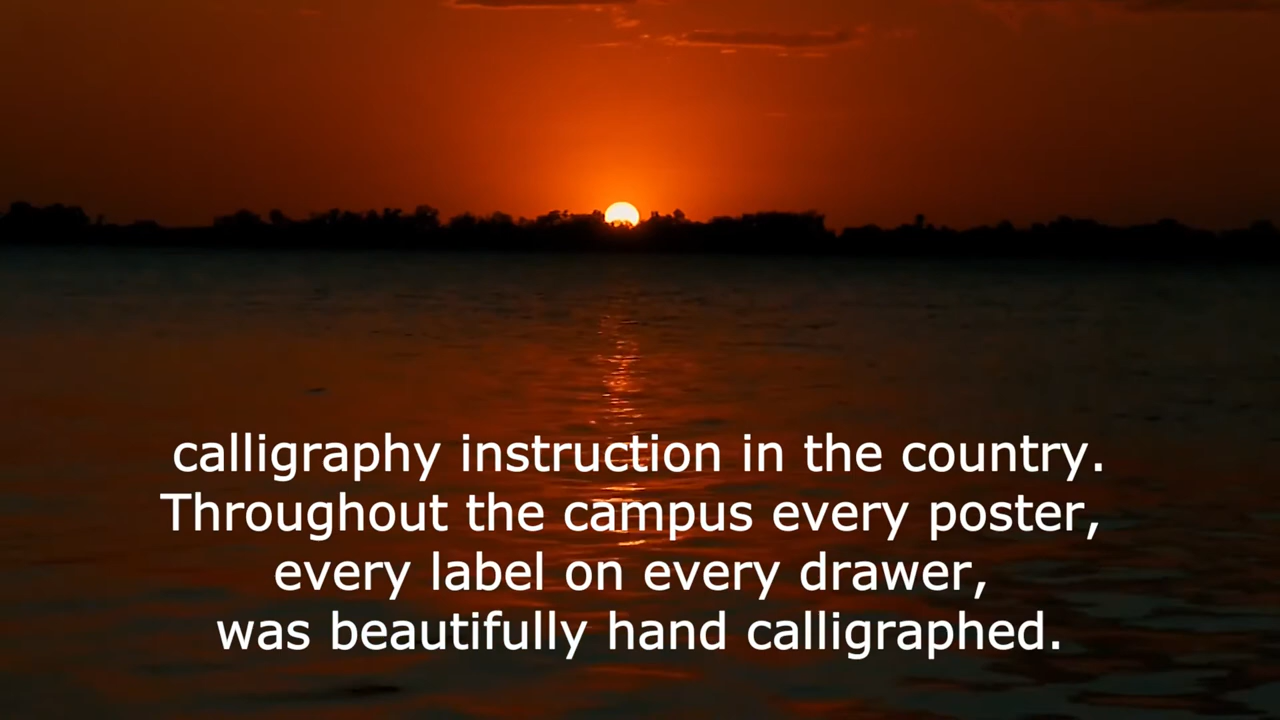 calligraphy instruction in the country.
Throughout the campus every poster,
every label on every drawer,
was beautifully hand calligraphed.